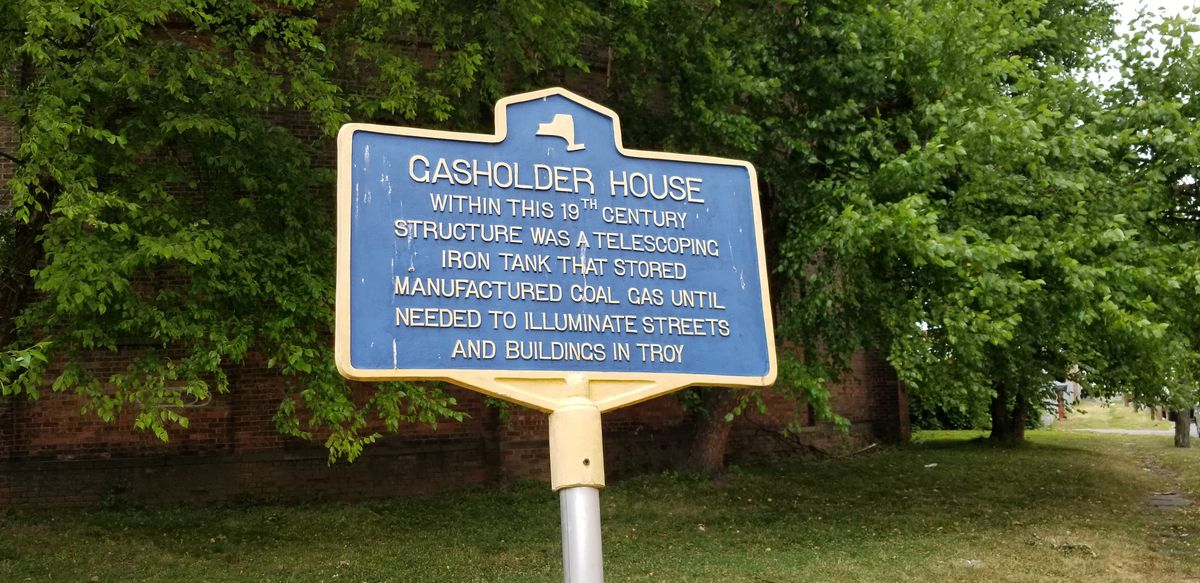 GASHOLDER HOUSE
WITHIN THIS 19TH CENTURY
STRUCTURE WAS A TELESCOPING
IRON TANK THAT STORED
MANUFACTURED COAL GAS UNTIL
NEEDED TO ILLUMINATE STREETS
AND BUILDINGS IN TROY